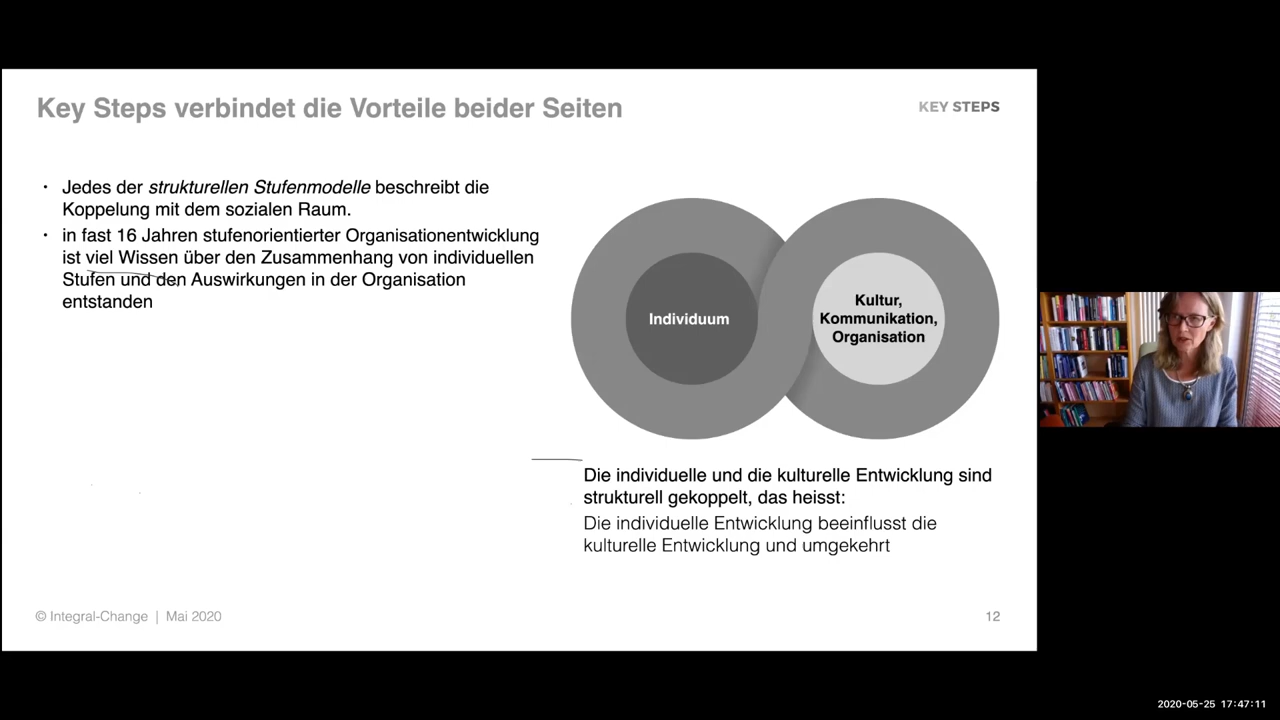 Key Steps verbindet die Vorteile beider Seiten
KEY STEPS
• Jedes der strukturellen Stufenmodelle beschreibt die
Koppelung mit dem sozialen Raum.
• in fast 16 Jahren stufenorientierter Organisationentwicklung
ist viel Wissen über den Zusammenhang von individuellen
Stufen und den Auswirkungen in der Organisation
entstanden
Individuum
Kultur,
Kommunikation,
Organisation
Die individuelle und die kulturelle Entwicklung sind
strukturell gekoppelt, das heisst:
Die individuelle Entwicklung beeinflusst die
kulturelle Entwicklung und umgekehrt
© Integral-Change | Mai 2020
12
2020-05-25 17:47:11